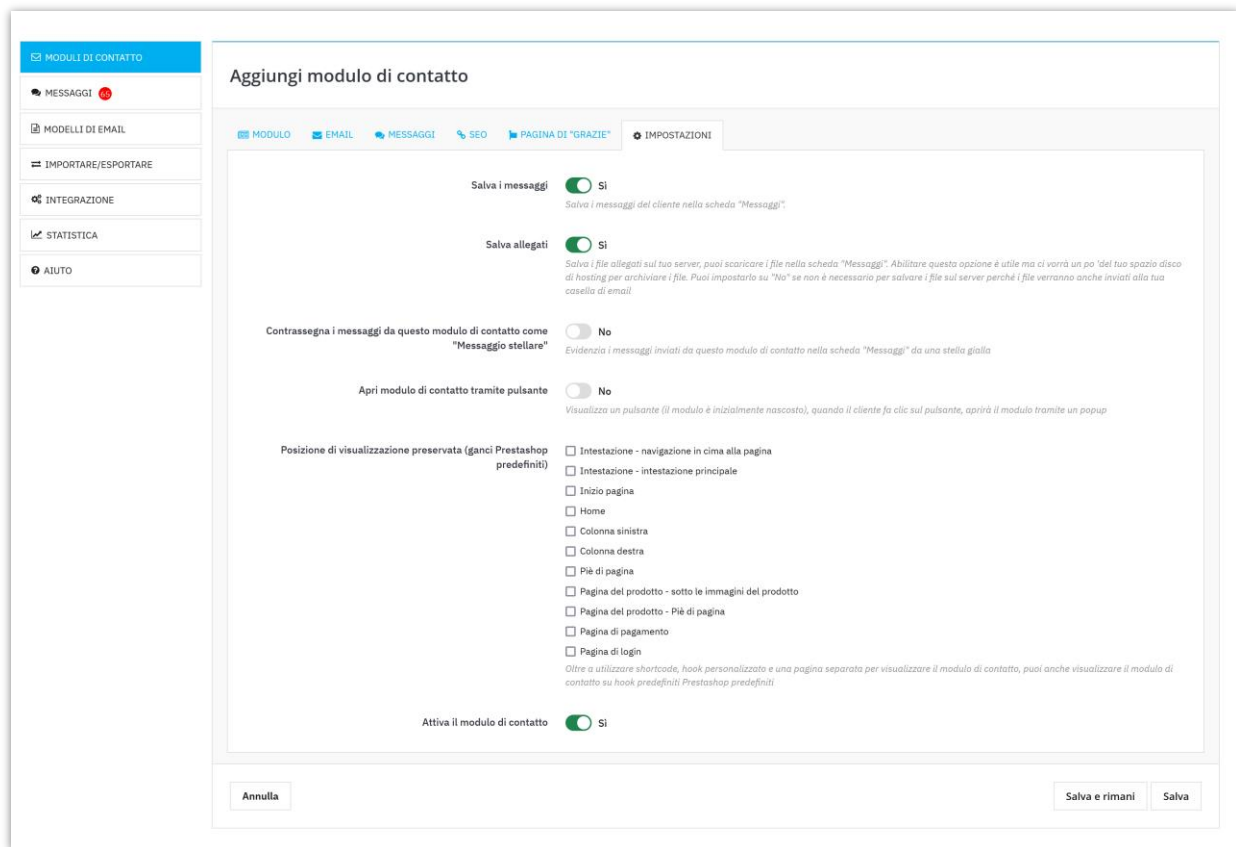 MODULI DI CONTATTO
MESSAGGI 65
MODELLI DI EMAIL
IMPORTARE/ESPORTARE
INTEGRAZIONE
STATISTICA
AIUTO
Aggiungi modulo di contatto
MODULO EMAIL MESSAGGI SEO PAGINA DI "GRAZIE" IMPOSTAZIONI
Salva i messaggi Sì
Salva i messaggi del cliente nella scheda "Messaggi".
Salva allegati Sì
Salva i file allegati sul tuo server, puoi scaricare i file nella scheda "Messaggi". Abilitare questa opzione è utile ma ci vorrà un po 'del tuo spazio disco
di hosting per archiviare i file. Puoi impostarlo su "No" se non è necessario per salvare i file sul server perché i file verranno anche inviati alla tua
casella di email
Contrassegna i messaggi da questo modulo di contatto come
"Messaggio stellare"
No
Evidenzia i messaggi inviati da questo modulo di contatto nella scheda "Messaggi" da una stella gialla
Apri modulo di contatto tramite pulsante No
Visualizza un pulsante (il modulo è inizialmente nascosto), quando il cliente fa clic sul pulsante, aprirà il modulo tramite un popup
Posizione di visualizzazione preservata (ganci Prestashop
predefiniti)
Intestazione - navigazione in cima alla pagina
Intestazione - intestazione principale
Inizio pagina
Home
Colonna sinistra
Colonna destra
Piè di pagina
Pagina del prodotto - sotto le immagini del prodotto
Pagina del prodotto - Piè di pagina
Pagina di pagamento
Pagina di login
Oltre a utilizzare shortcode, hook personalizzato e una pagina separata per visualizzare il modulo di contatto, puoi anche visualizzare il modulo di
contatto su hook predefiniti Prestashop predefiniti
Attiva il modulo di contatto Sì
Annulla Salva e rimani Salva